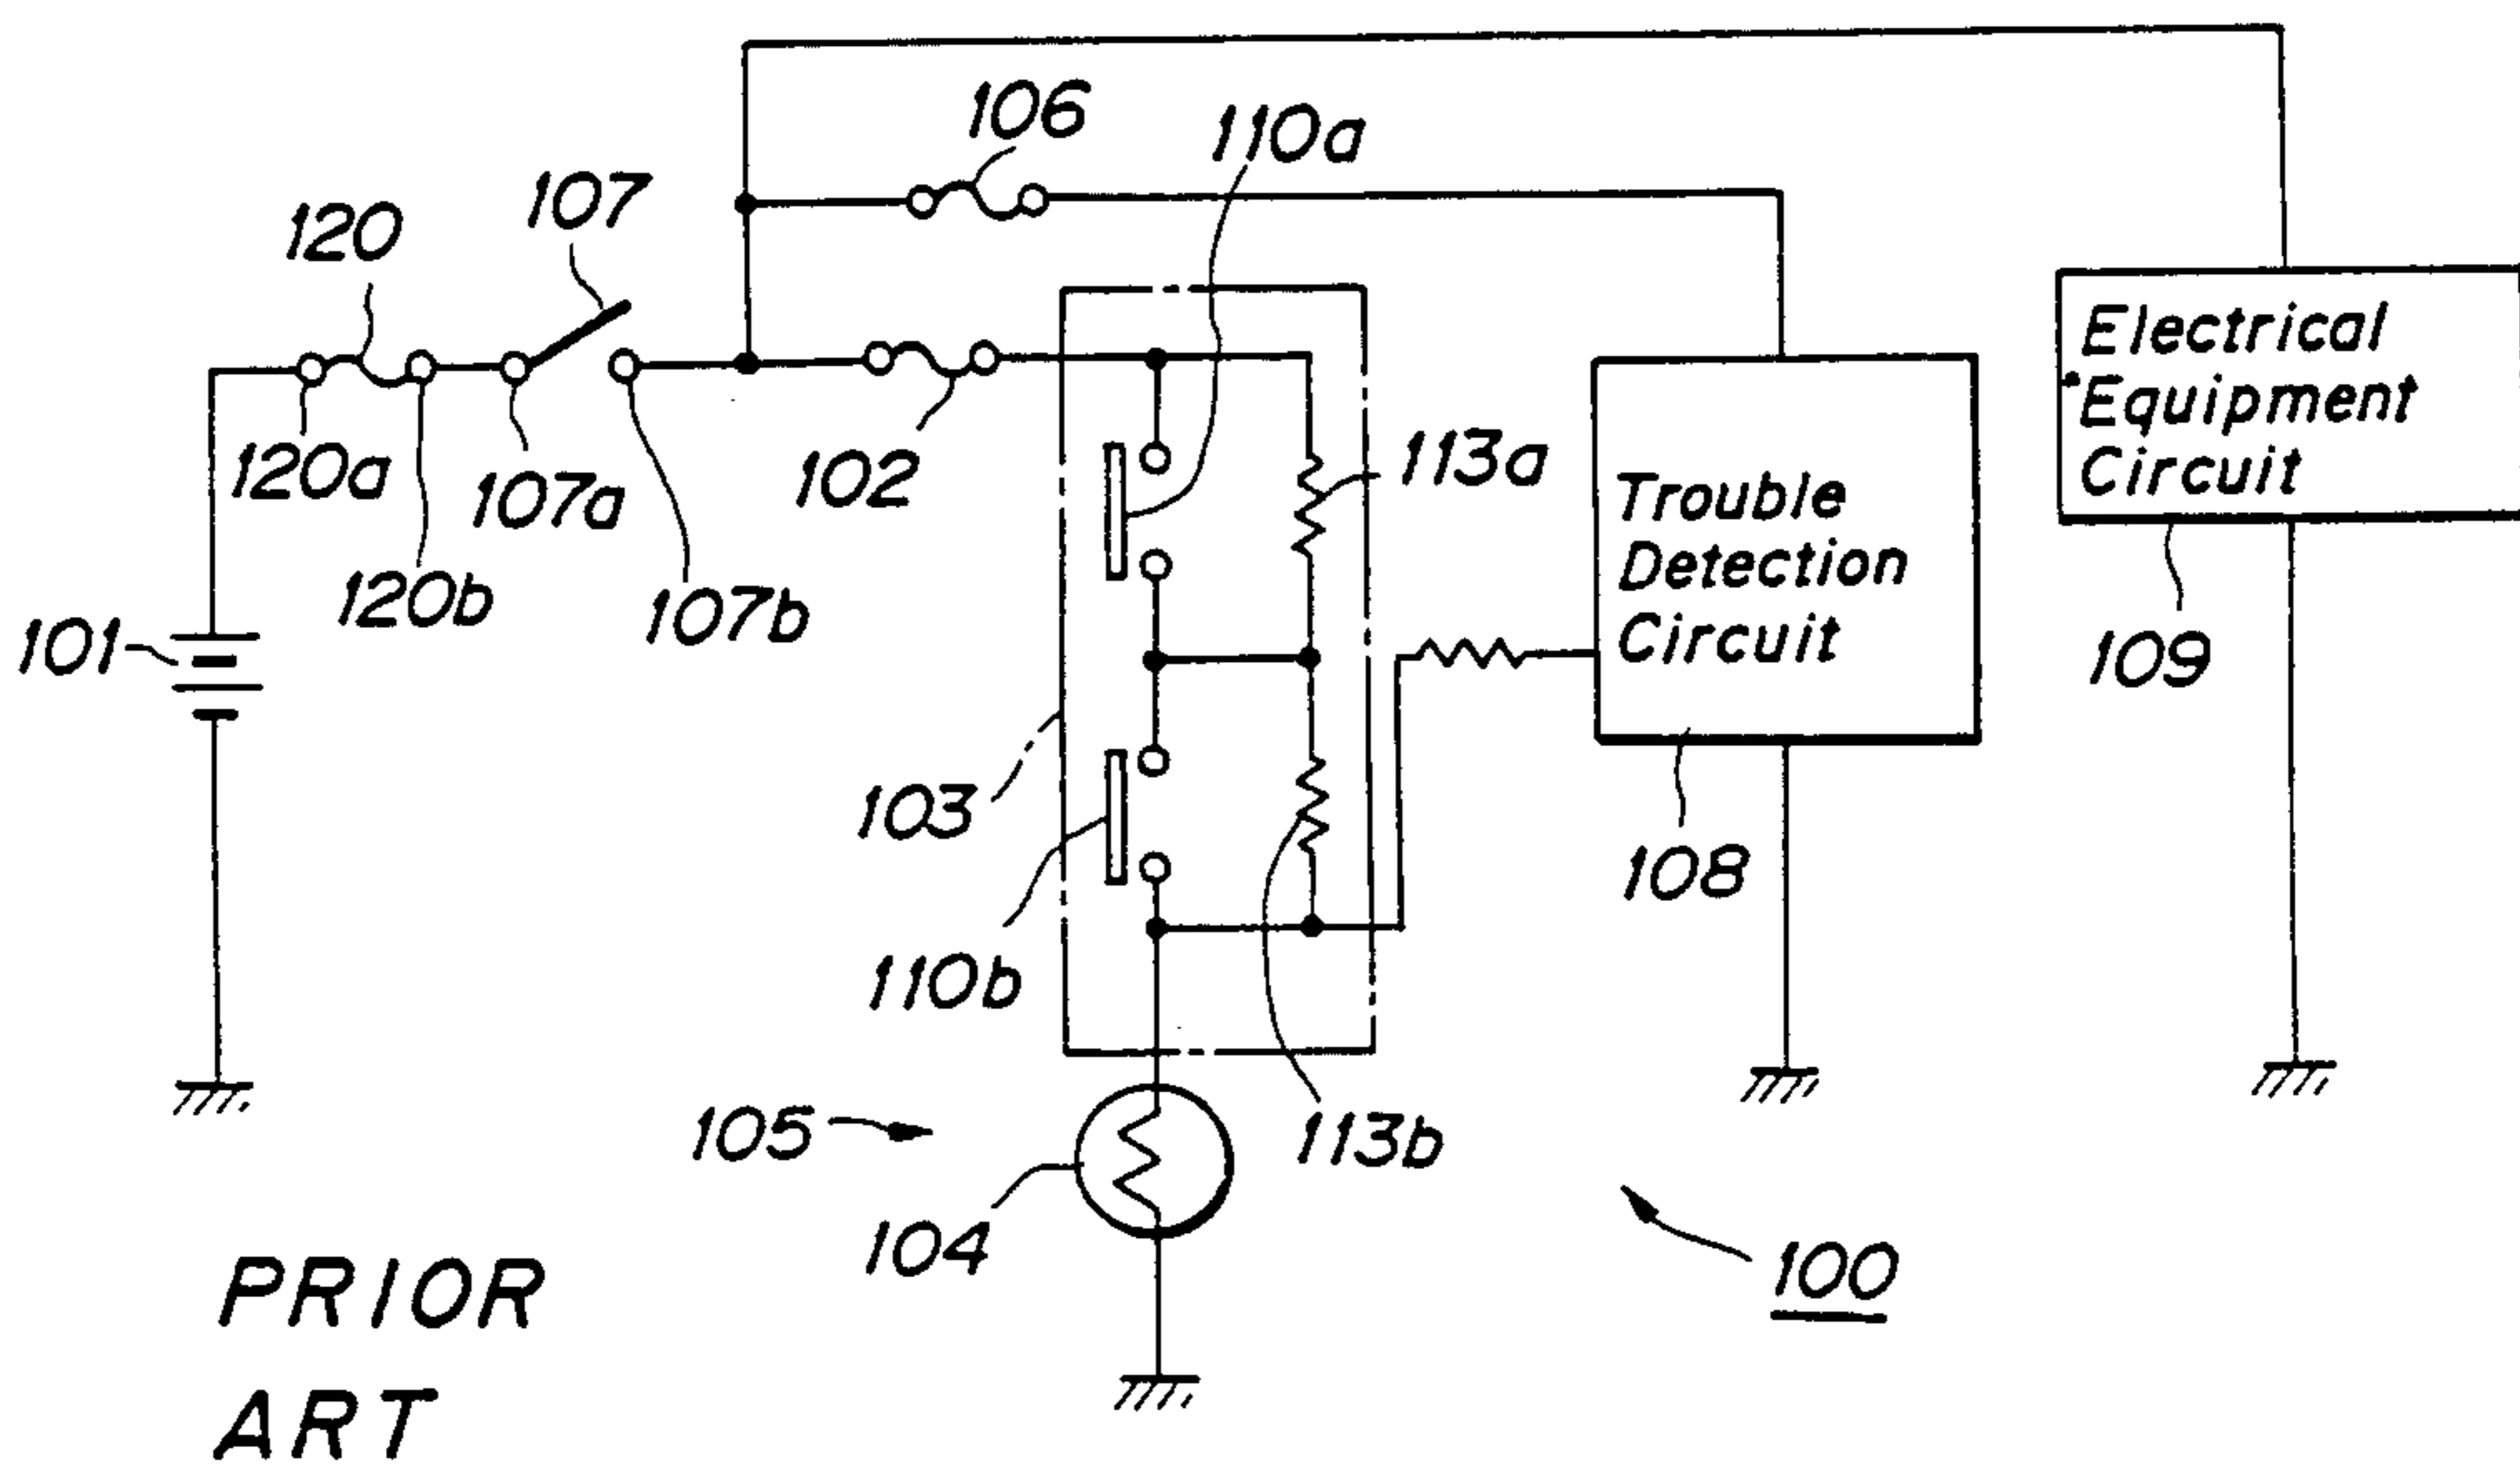 106
110a
107
120
Electrical
Equipment
Circuit
120a
107a
102
113a
Trouble
Detection
Circuit
120b
107b
101
109
103
108
110b
105
113b
104
100
PRIOR
ART